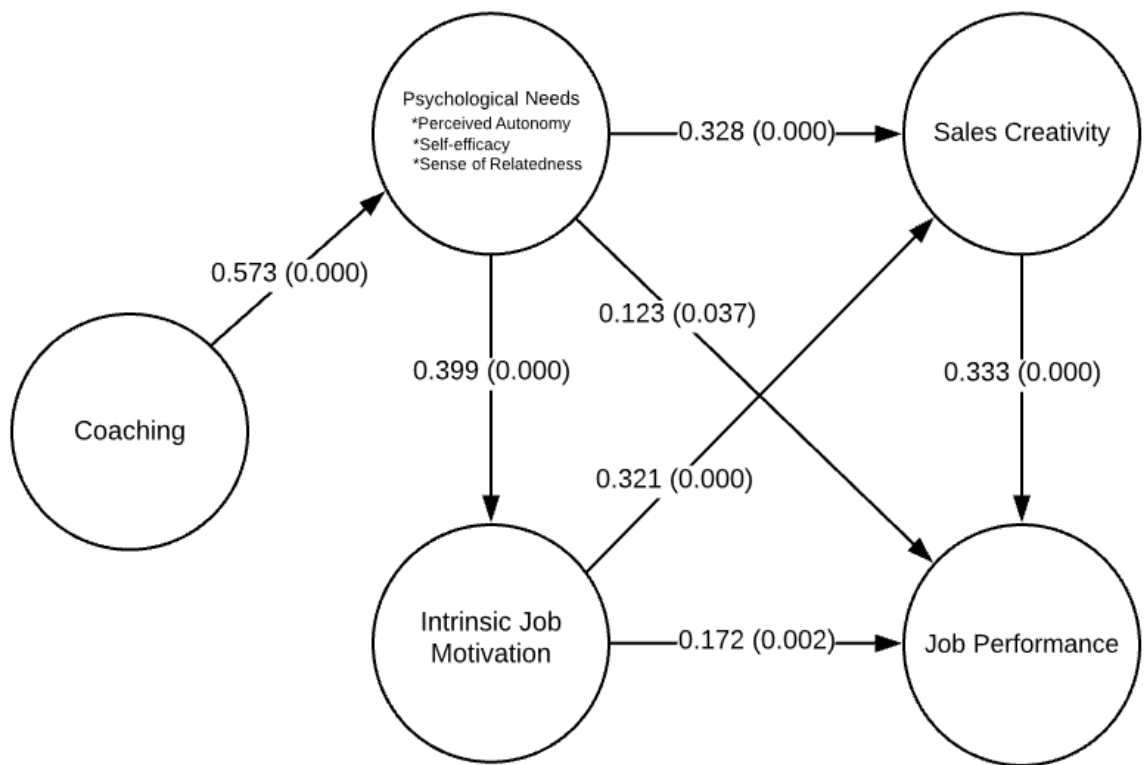 Psychological Needs
*Perceived Autonomy
*Self-efficacy
*Sense of Relatedness
0.328 (0.000)
Sales Creativity
0.573 (0.000)
0.123 (0.037)
0.399 (0.000)
0.333 (0.000)
Coaching
0.321 (0.000)
Intrinsic Job
Motivation
0.172 (0.002)
Job Performance